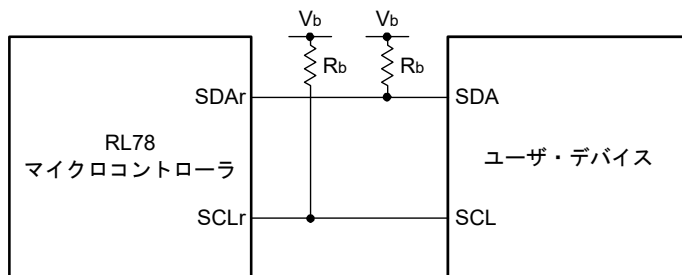 Vb Vb
Rb Rb
SDAr SDA
RL78
マイクロコントローラ
ユーザ・デバイス
SCLr SCL